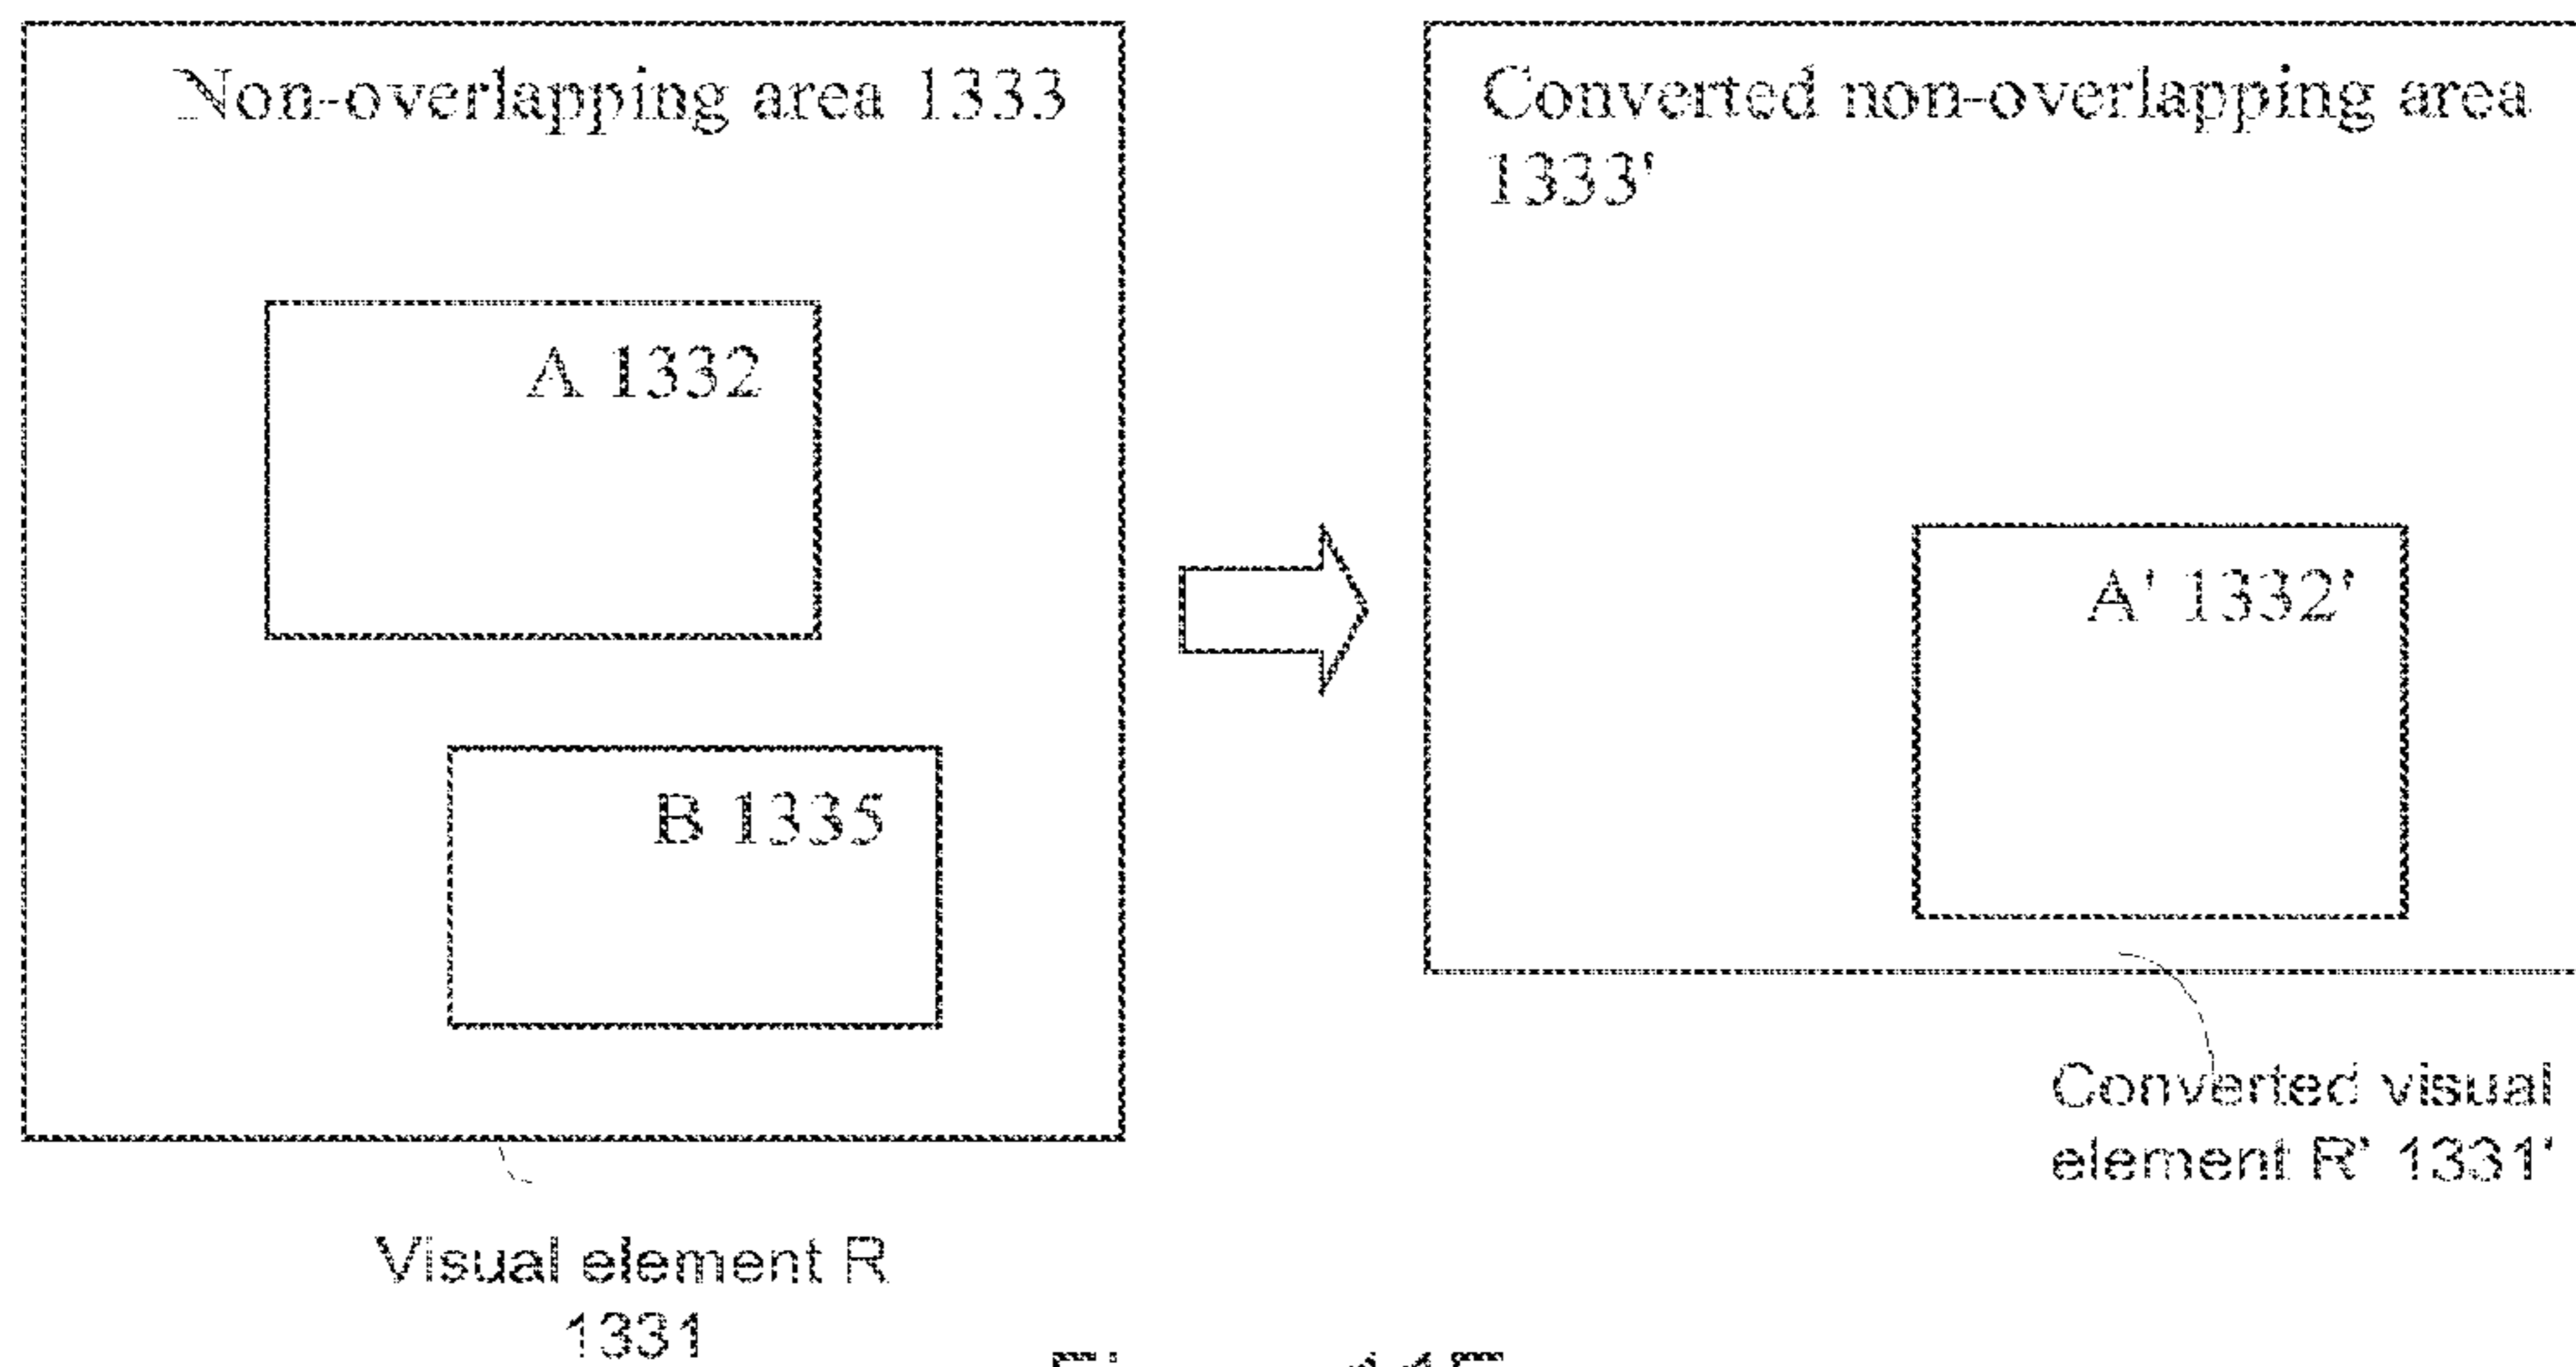 Non-overlapping area 1333
A 1332
B 1335
Visual element R
1331
Converted non-overlapping area
1333'
A' 1332'
Converted visual
element R' 1331'